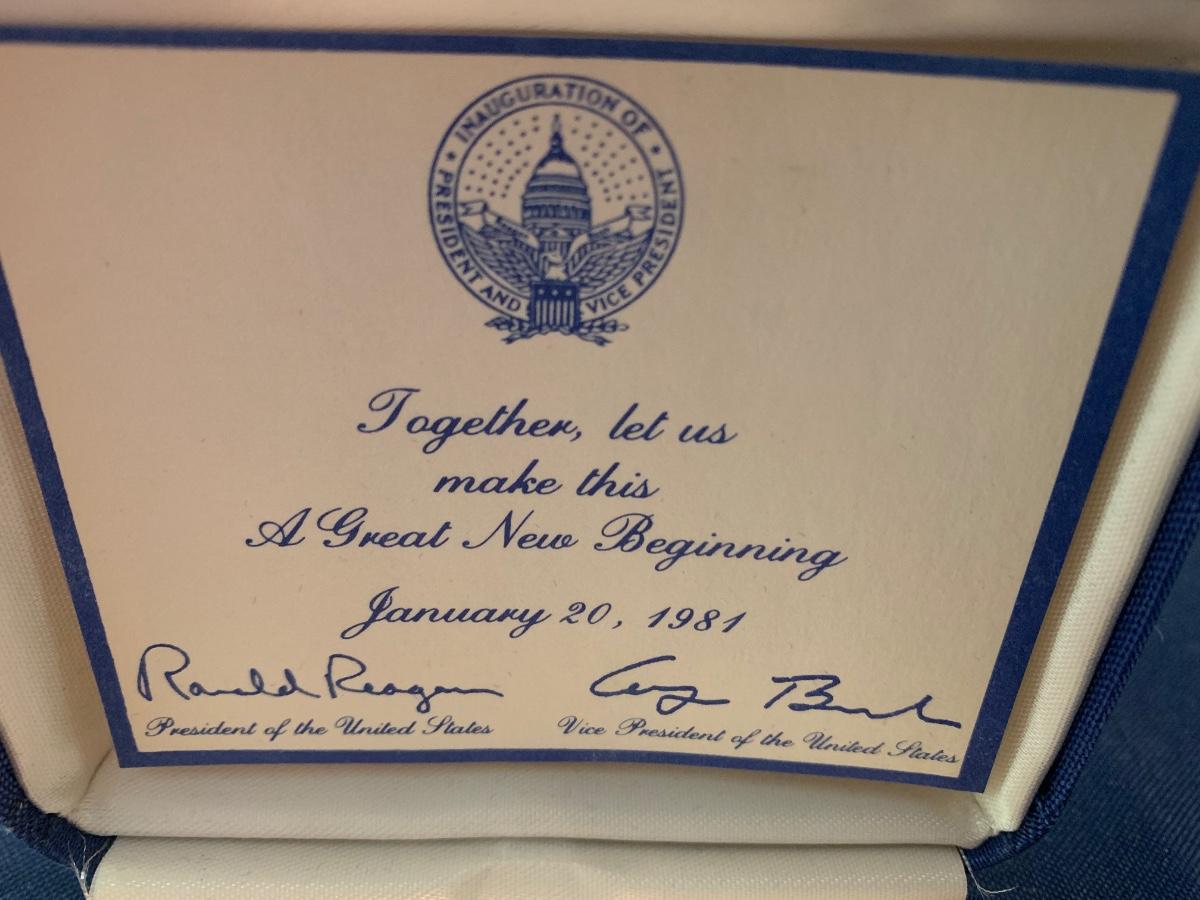 INAUGURATION OF
PRESIDENT AND VICE PRESIDENT
Together, let us
make this
A Great New Beginning
January 20, 1981
Ronald Reagan George Bush
President of the United States Vice President of the United States